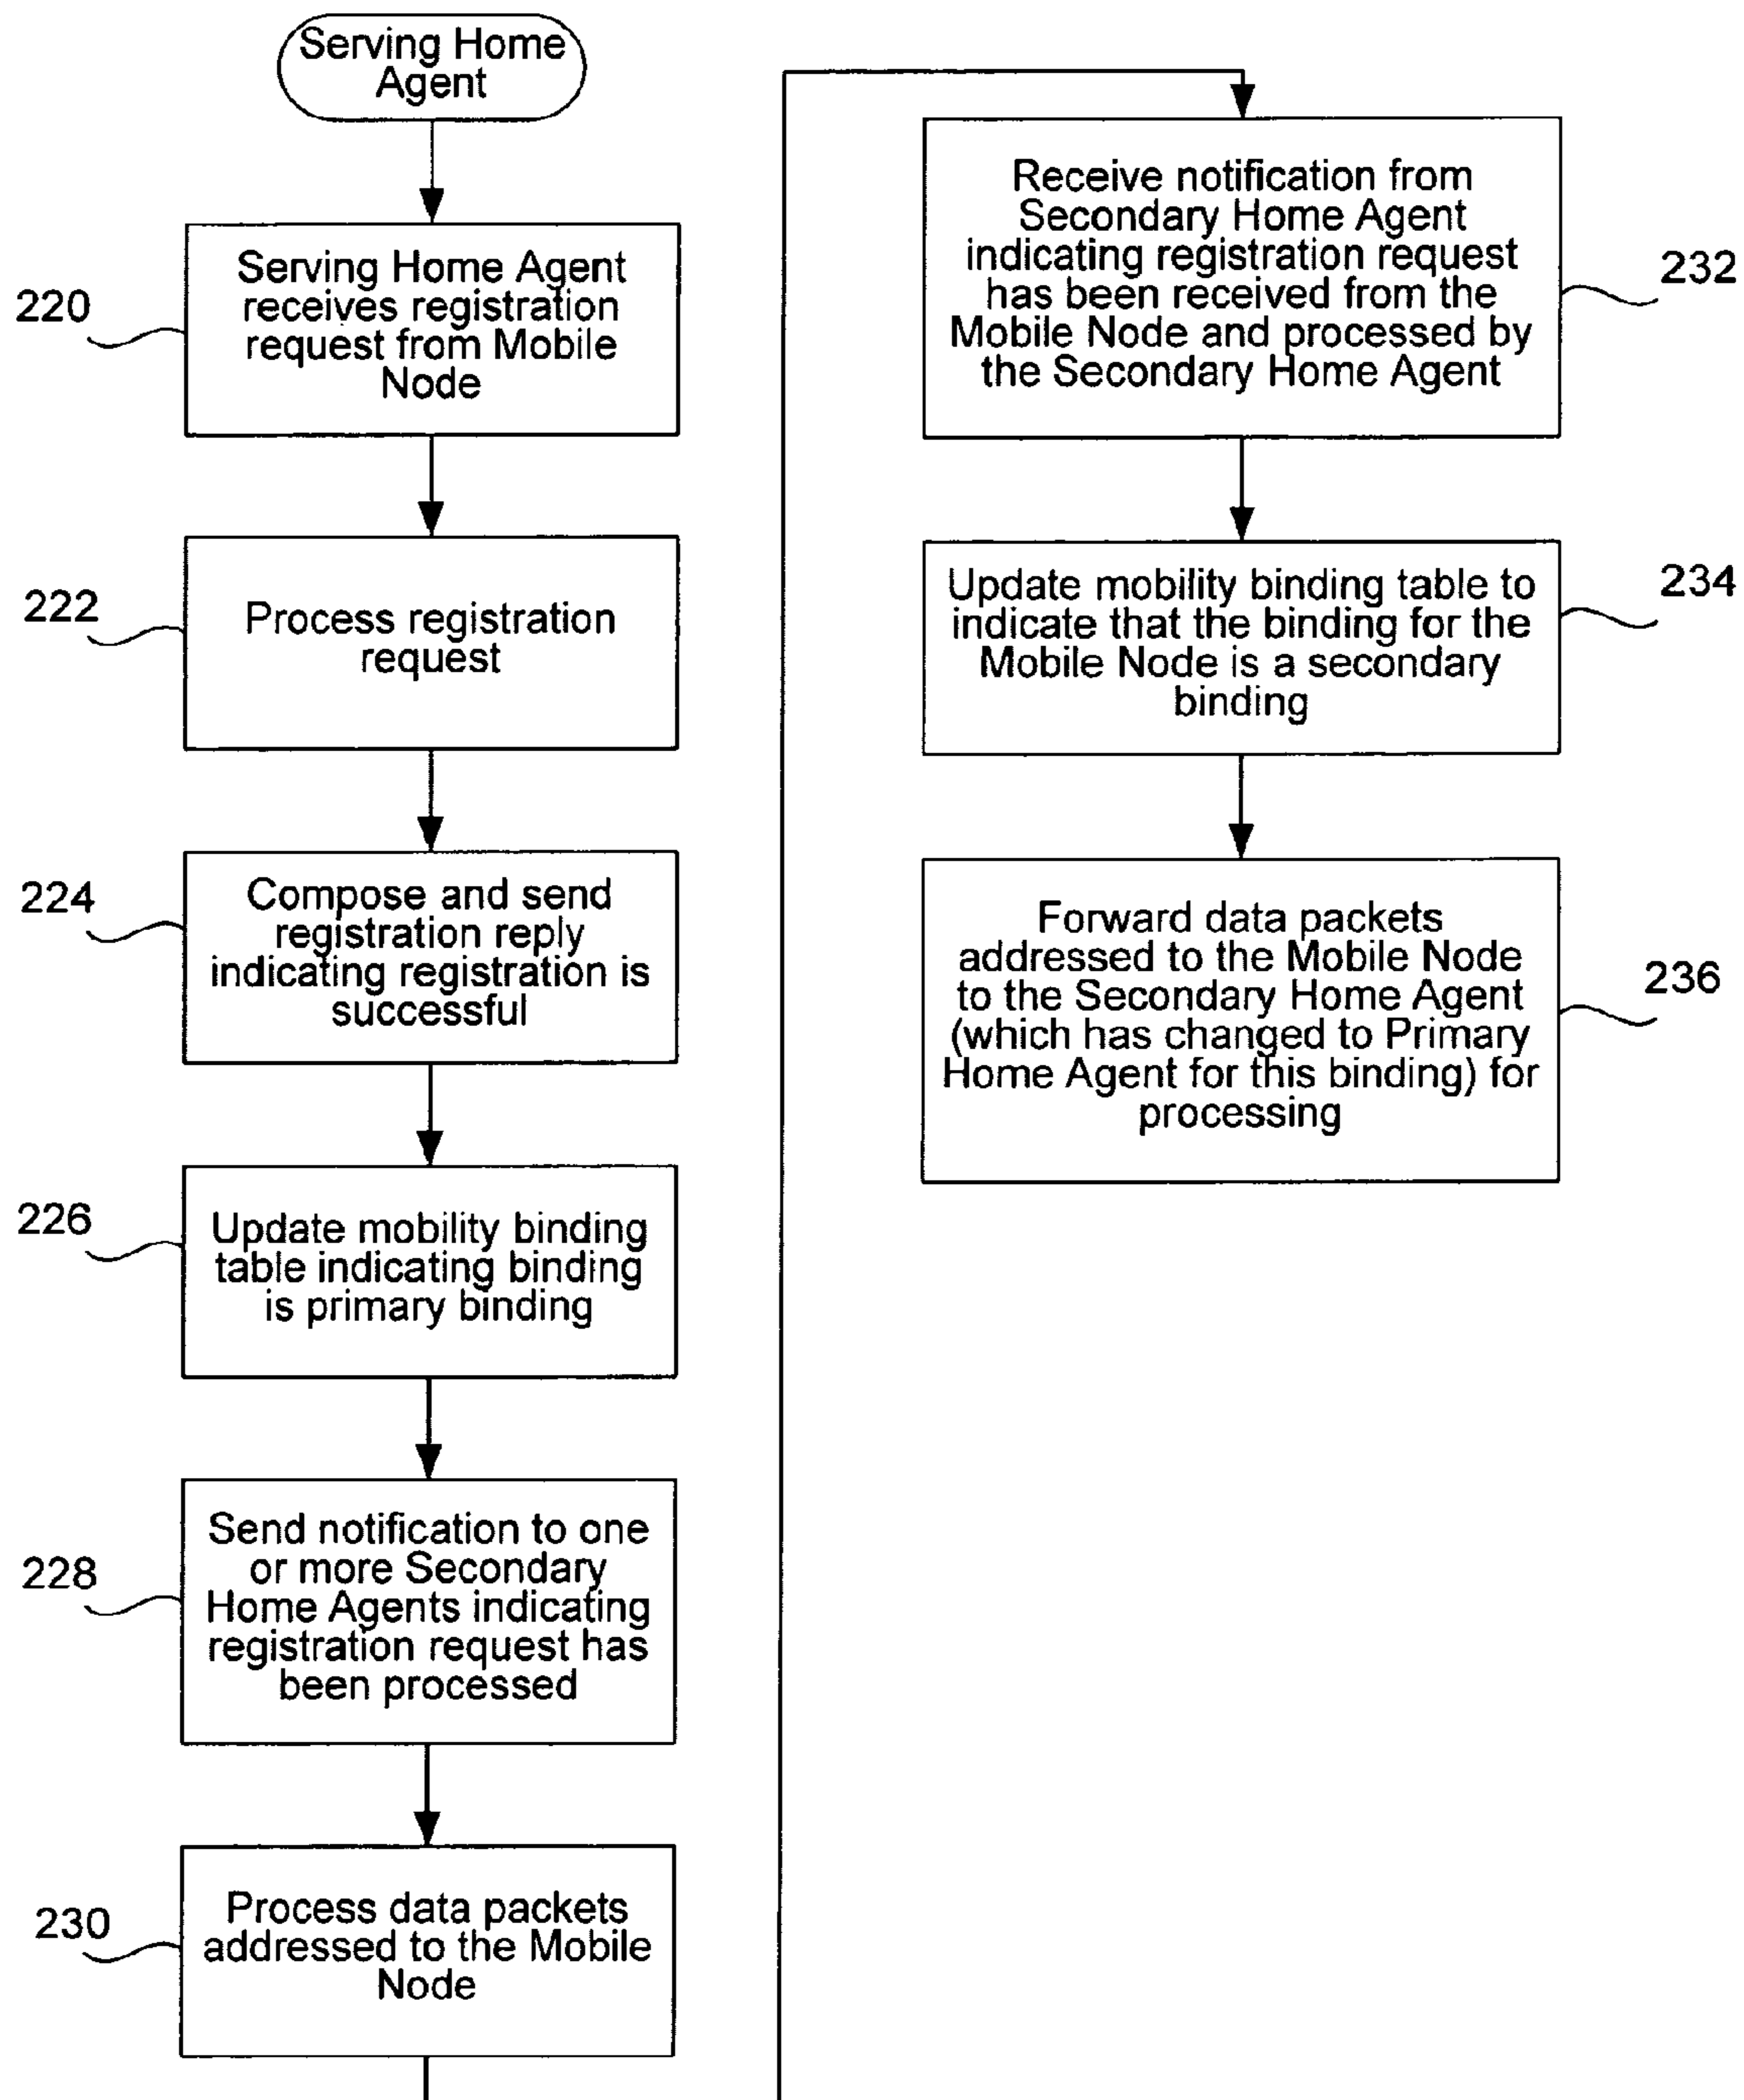 Serving Home
Agent
220
Serving Home Agent
receives registration
request from Mobile
Node
222
Process registration
request
224
Compose and send
registration reply
indicating registration is
successful
226
Update mobility binding
table indicating binding
is primary binding
228
Send notification to one
or more Secondary
Home Agents indicating
registration request has
been processed
230
Process data packets
addressed to the Mobile
Node
Receive notification from
Secondary Home Agent
indicating registration request
has been received from the
Mobile Node and processed by
the Secondary Home Agent
232
Update mobility binding table to
indicate that the binding for the
Mobile Node is a secondary
binding
234
Forward data packets
addressed to the Mobile Node
to the Secondary Home Agent
(which has changed to Primary
Home Agent for this binding) for
processing
236